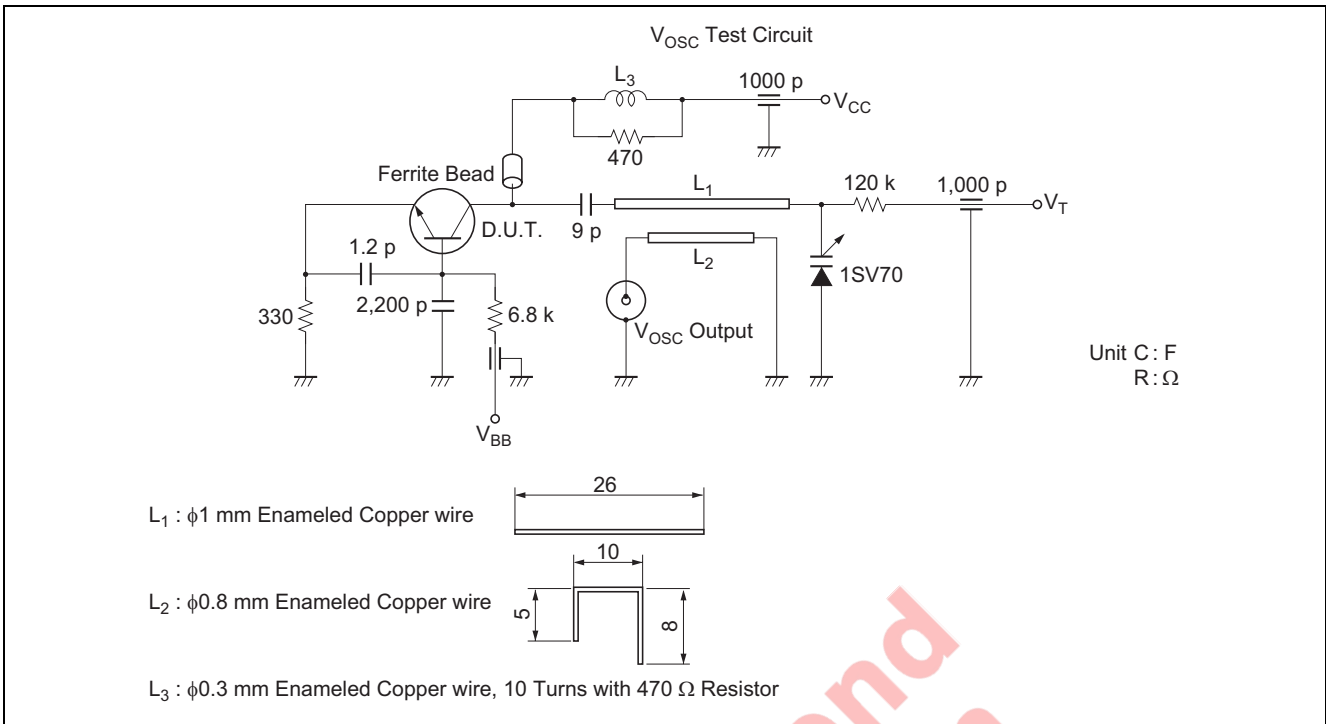 VOSC Test Circuit
L3
1000 p
VCC
470
Ferrite Bead
L1
120 k
1,000 p
VT
D.U.T.
9 p
1.2 p
L2
1SV70
330
2,200 p
6.8 k
VOSC Output
Unit C : F
R : Ω
VBB
26
L1 : ϕ1 mm Enameled Copper wire
10
L2 : ϕ0.8 mm Enameled Copper wire
5
8
L3 : ϕ0.3 mm Enameled Copper wire, 10 Turns with 470 Ω Resistor